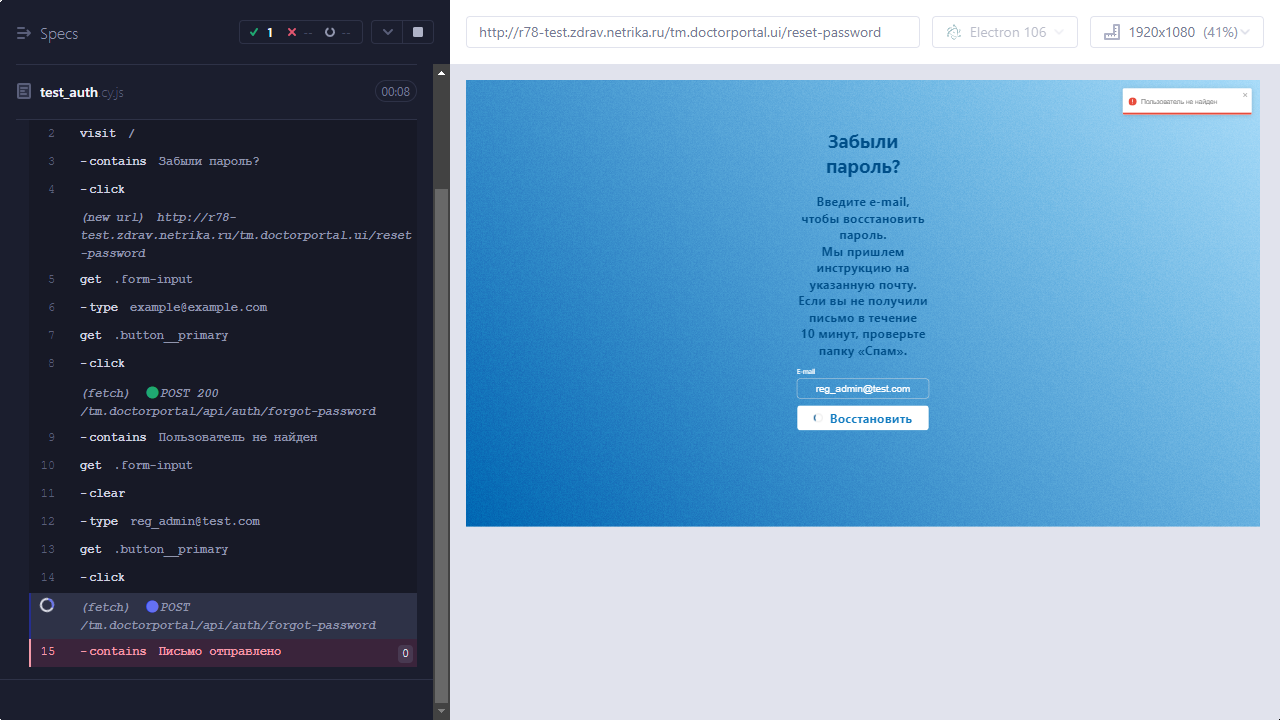 Specs
1
--
--
http://r78-test.zdrav.netrika.ru/tm.doctorportal.ui/reset-password
Electron 106
1920x1080 (41%)
test_auth.cy.js
00:08
2 visit /
3 -contains Забыли пароль?
4 -click
(new url) http://r78-
test.zdrav.netrika.ru/tm.doctorportal.ui/reset
-password
5 get .form-input
6 -type example@example.com
7 get .button__primary
8 -click
(fetch) POST 200
/tm.doctorportal/api/auth/forgot-password
9 -contains Пользователь не найден
10 get .form-input
11 -clear
12 -type reg_admin@test.com
13 get .button__primary
14 -click
(fetch) POST
/tm.doctorportal/api/auth/forgot-password
15 -contains Письмо отправлено 0
Пользователь не найден
Забыли
пароль?
Введите e-mail,
чтобы восстановить
пароль.
Мы пришлем
инструкцию на
указанную почту.
Если вы не получили
письмо в течение
10 минут, проверьте
папку «Спам».
E-mail
reg_admin@test.com
Восстановить